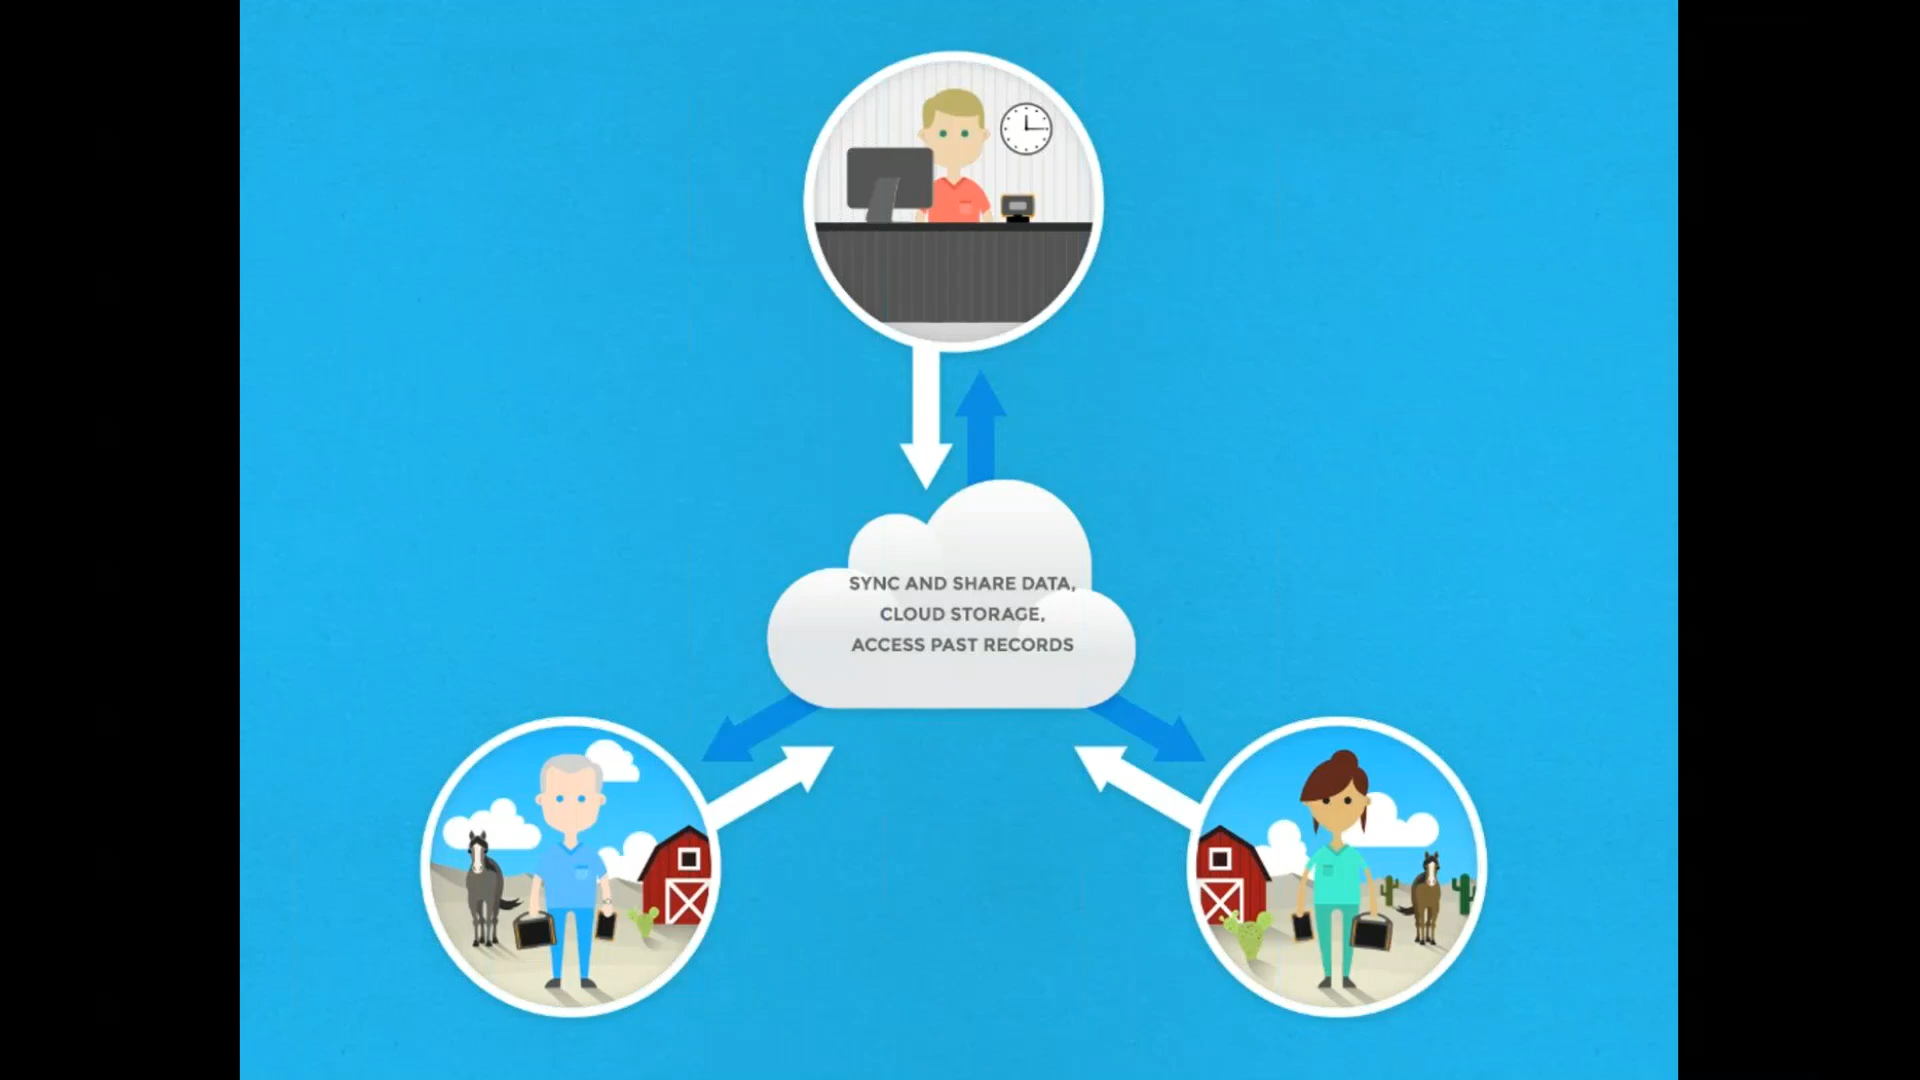 SYNC AND SHARE DATA,
CLOUD STORAGE,
ACCESS PAST RECORDS